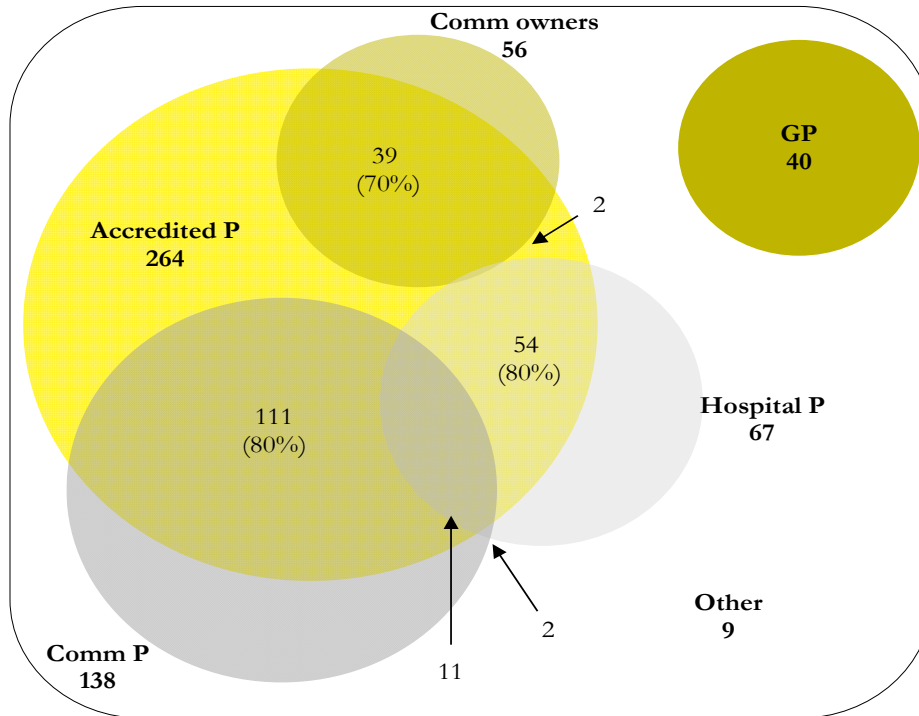 Comm owners
56
GP
40
39
(70%)
2
Accredited P
264
54
(80%)
Hospital P
67
111
(80%)
Other
9
2
Comm P
138
11